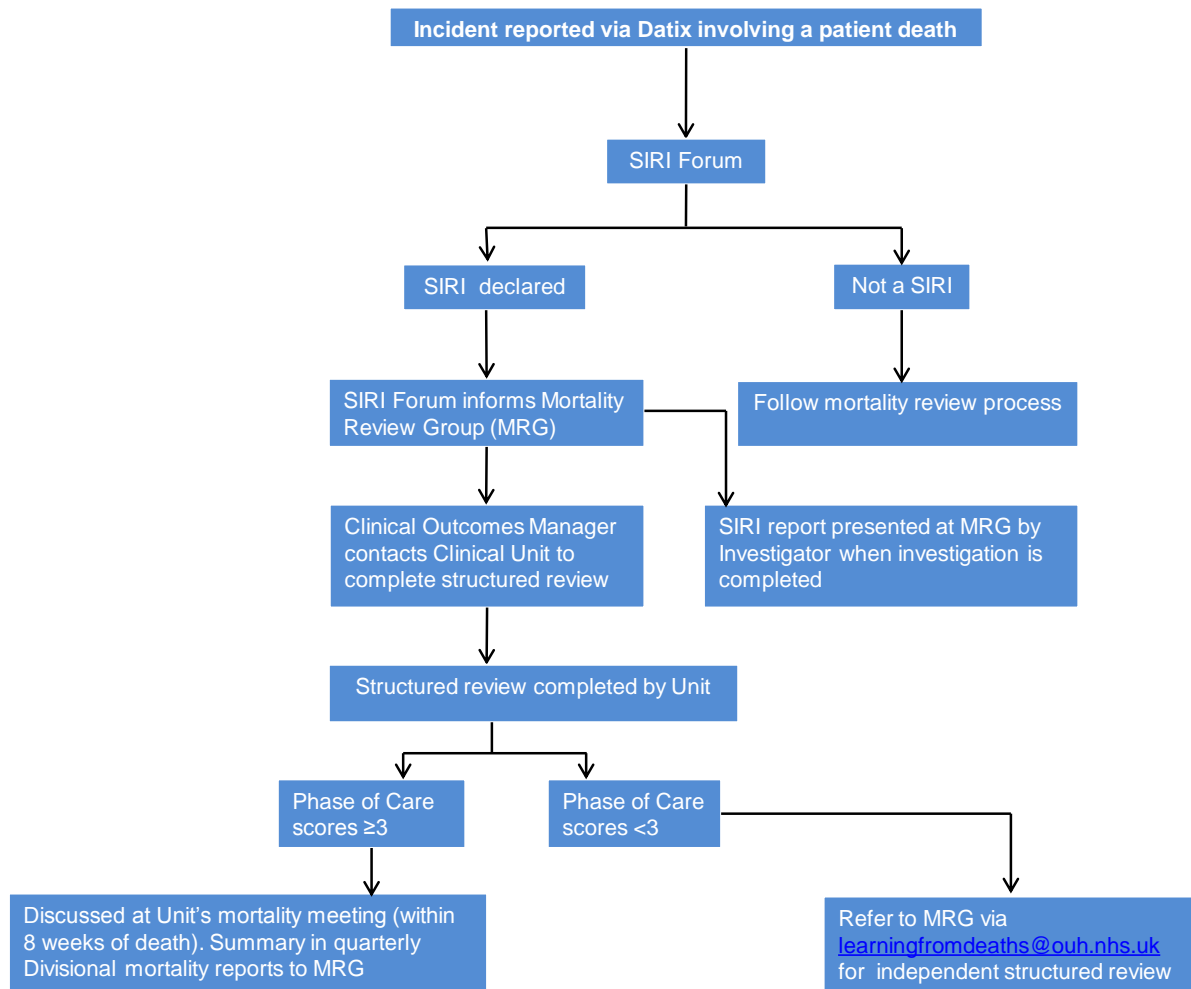 Incident reported via Datix involving a patient death
SIRI Forum
SIRI declared
Not a SIRI
SIRI Forum informs Mortality
Review Group (MRG)
Follow mortality review process
Clinical Outcomes Manager
contacts Clinical Unit to
complete structured review
SIRI report presented at MRG by
Investigator when investigation is
completed
Structured review completed by Unit
Phase of Care
scores ≥3
Phase of Care
scores <3
Discussed at Unit's mortality meeting (within
8 weeks of death). Summary in quarterly
Divisional mortality reports to MRG
Refer to MRG via
learningfromdeaths@ouh.nhs.uk
for independent structured review